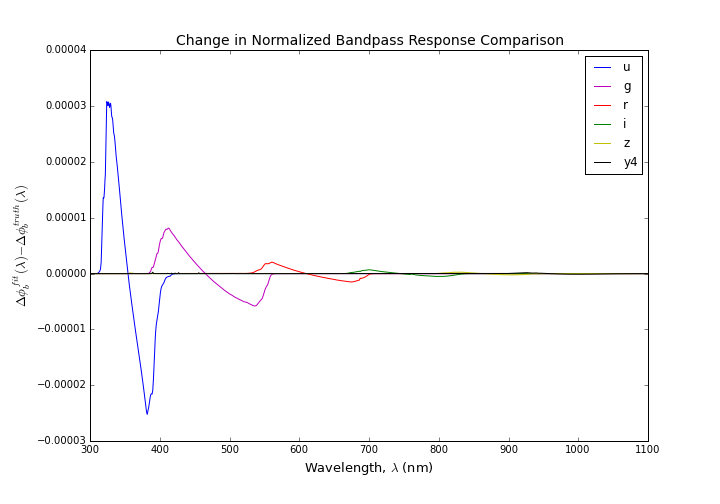 Change in Normalized Bandpass Response Comparison
0.00004
0.00003
0.00002
0.00001
0.00000
−0.00001
−0.00002
−0.00003
Δϕ_b^{fit}(λ)−Δϕ_b^{truth}(λ)
u
g
r
i
z
y4
300 400 500 600 700 800 900 1000 1100
Wavelength, λ (nm)